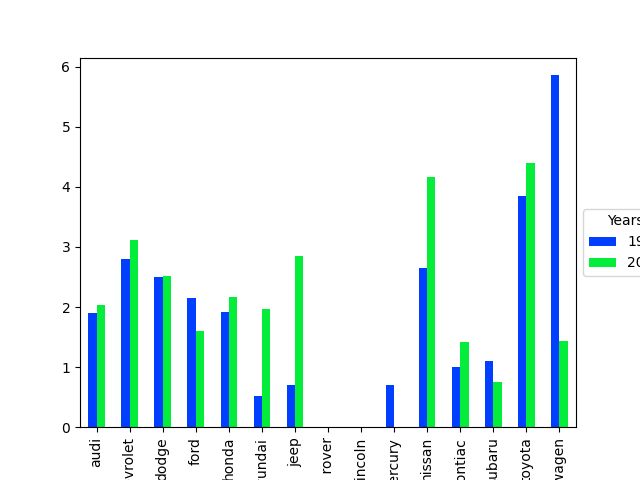 6
5
4
3
2
1
0
Years
19
20
audi
vrolet
dodge
ford
honda
undai
jeep
rover
incoln
ercury
nissan
ontiac
ubaru
toyota
wagen